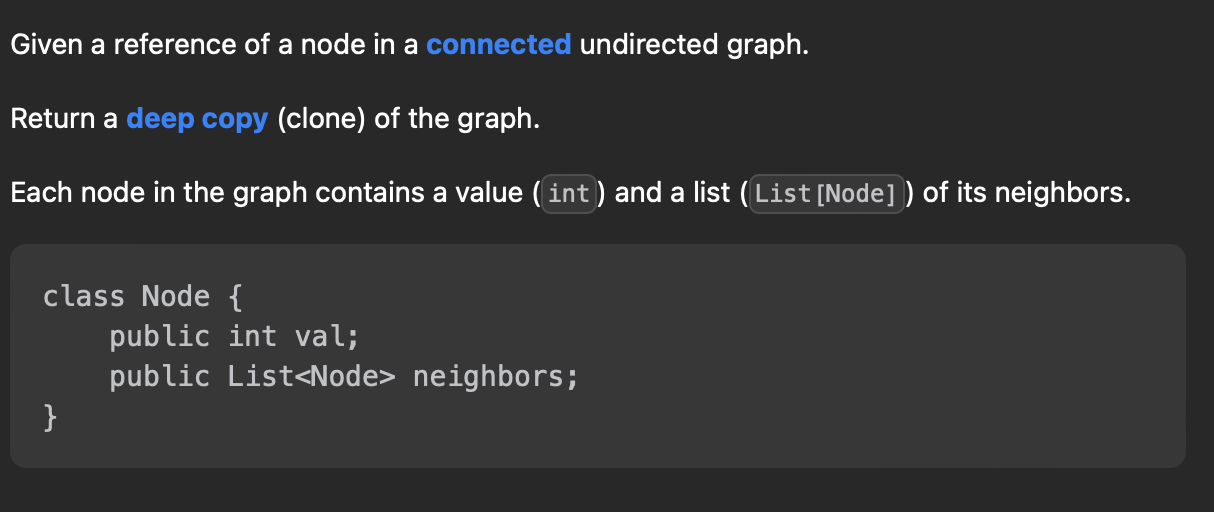 Given a reference of a node in a connected undirected graph.
Return a deep copy (clone) of the graph.
Each node in the graph contains a value (int) and a list (List[Node]) of its neighbors.
class Node {
    public int val;
    public List<Node> neighbors;
}